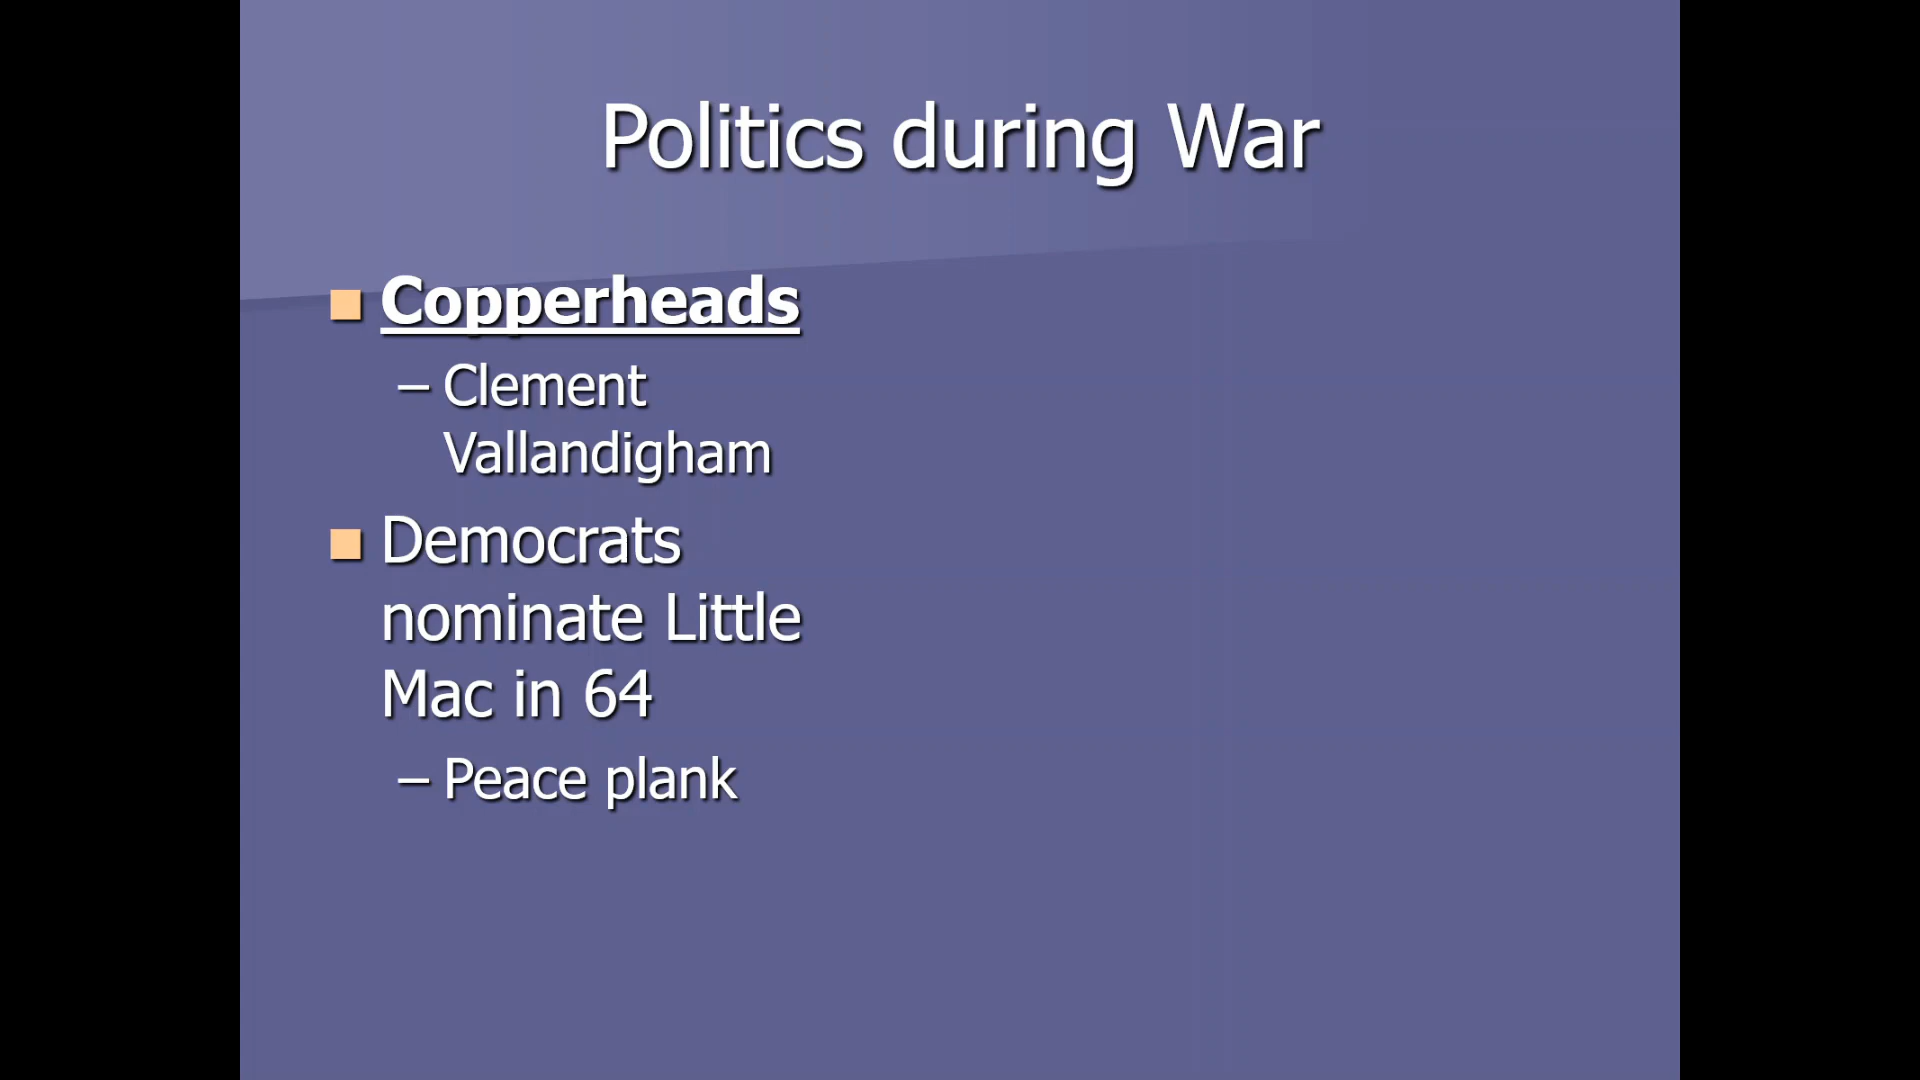 Politics during War
Copperheads
– Clement
Vallandigham
Democrats
nominate Little
Mac in 64
– Peace plank